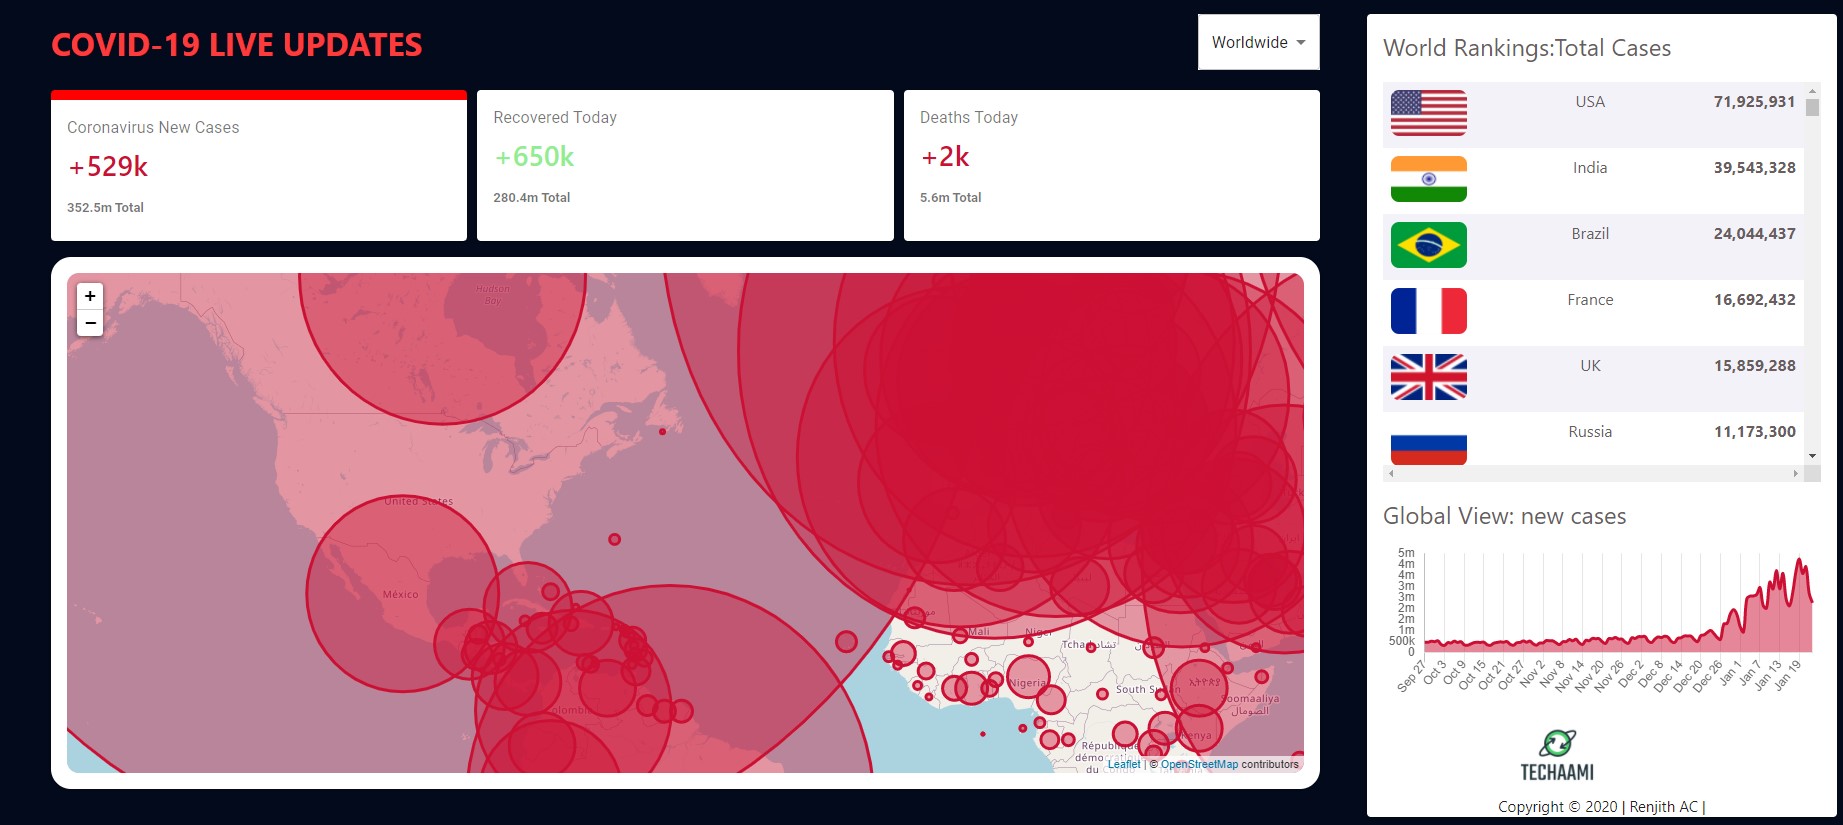 COVID-19 LIVE UPDATES
Worldwide
Coronavirus New Cases
+529k
352.5m Total
Recovered Today
+650k
280.4m Total
Deaths Today
+2k
5.6m Total
+
−
Hudson
Bay
United States
México
Colombia
Mali
Niger
Tchad تشاد
Nigeria
South Sudan
ኢትዮጵያ
Soomaaliya
الصومال
Kenya
République
démocratique
du Congo
Leaflet | © OpenStreetMap contributors
World Rankings:Total Cases
USA 71,925,931
India 39,543,328
Brazil 24,044,437
France 16,692,432
UK 15,859,288
Russia 11,173,300
Global View: new cases
5m
4m
4m
3m
3m
2m
2m
1m
500k
0
Sep 27 Oct 3 Oct 9 Oct 15 Oct 21 Oct 27 Nov 2 Nov 8 Nov 14 Nov 20 Nov 26 Dec 2 Dec 8 Dec 14 Dec 20 Dec 26 Jan 1 Jan 7 Jan 13 Jan 19
TECHAAMI
Copyright © 2020 | Renjith AC |